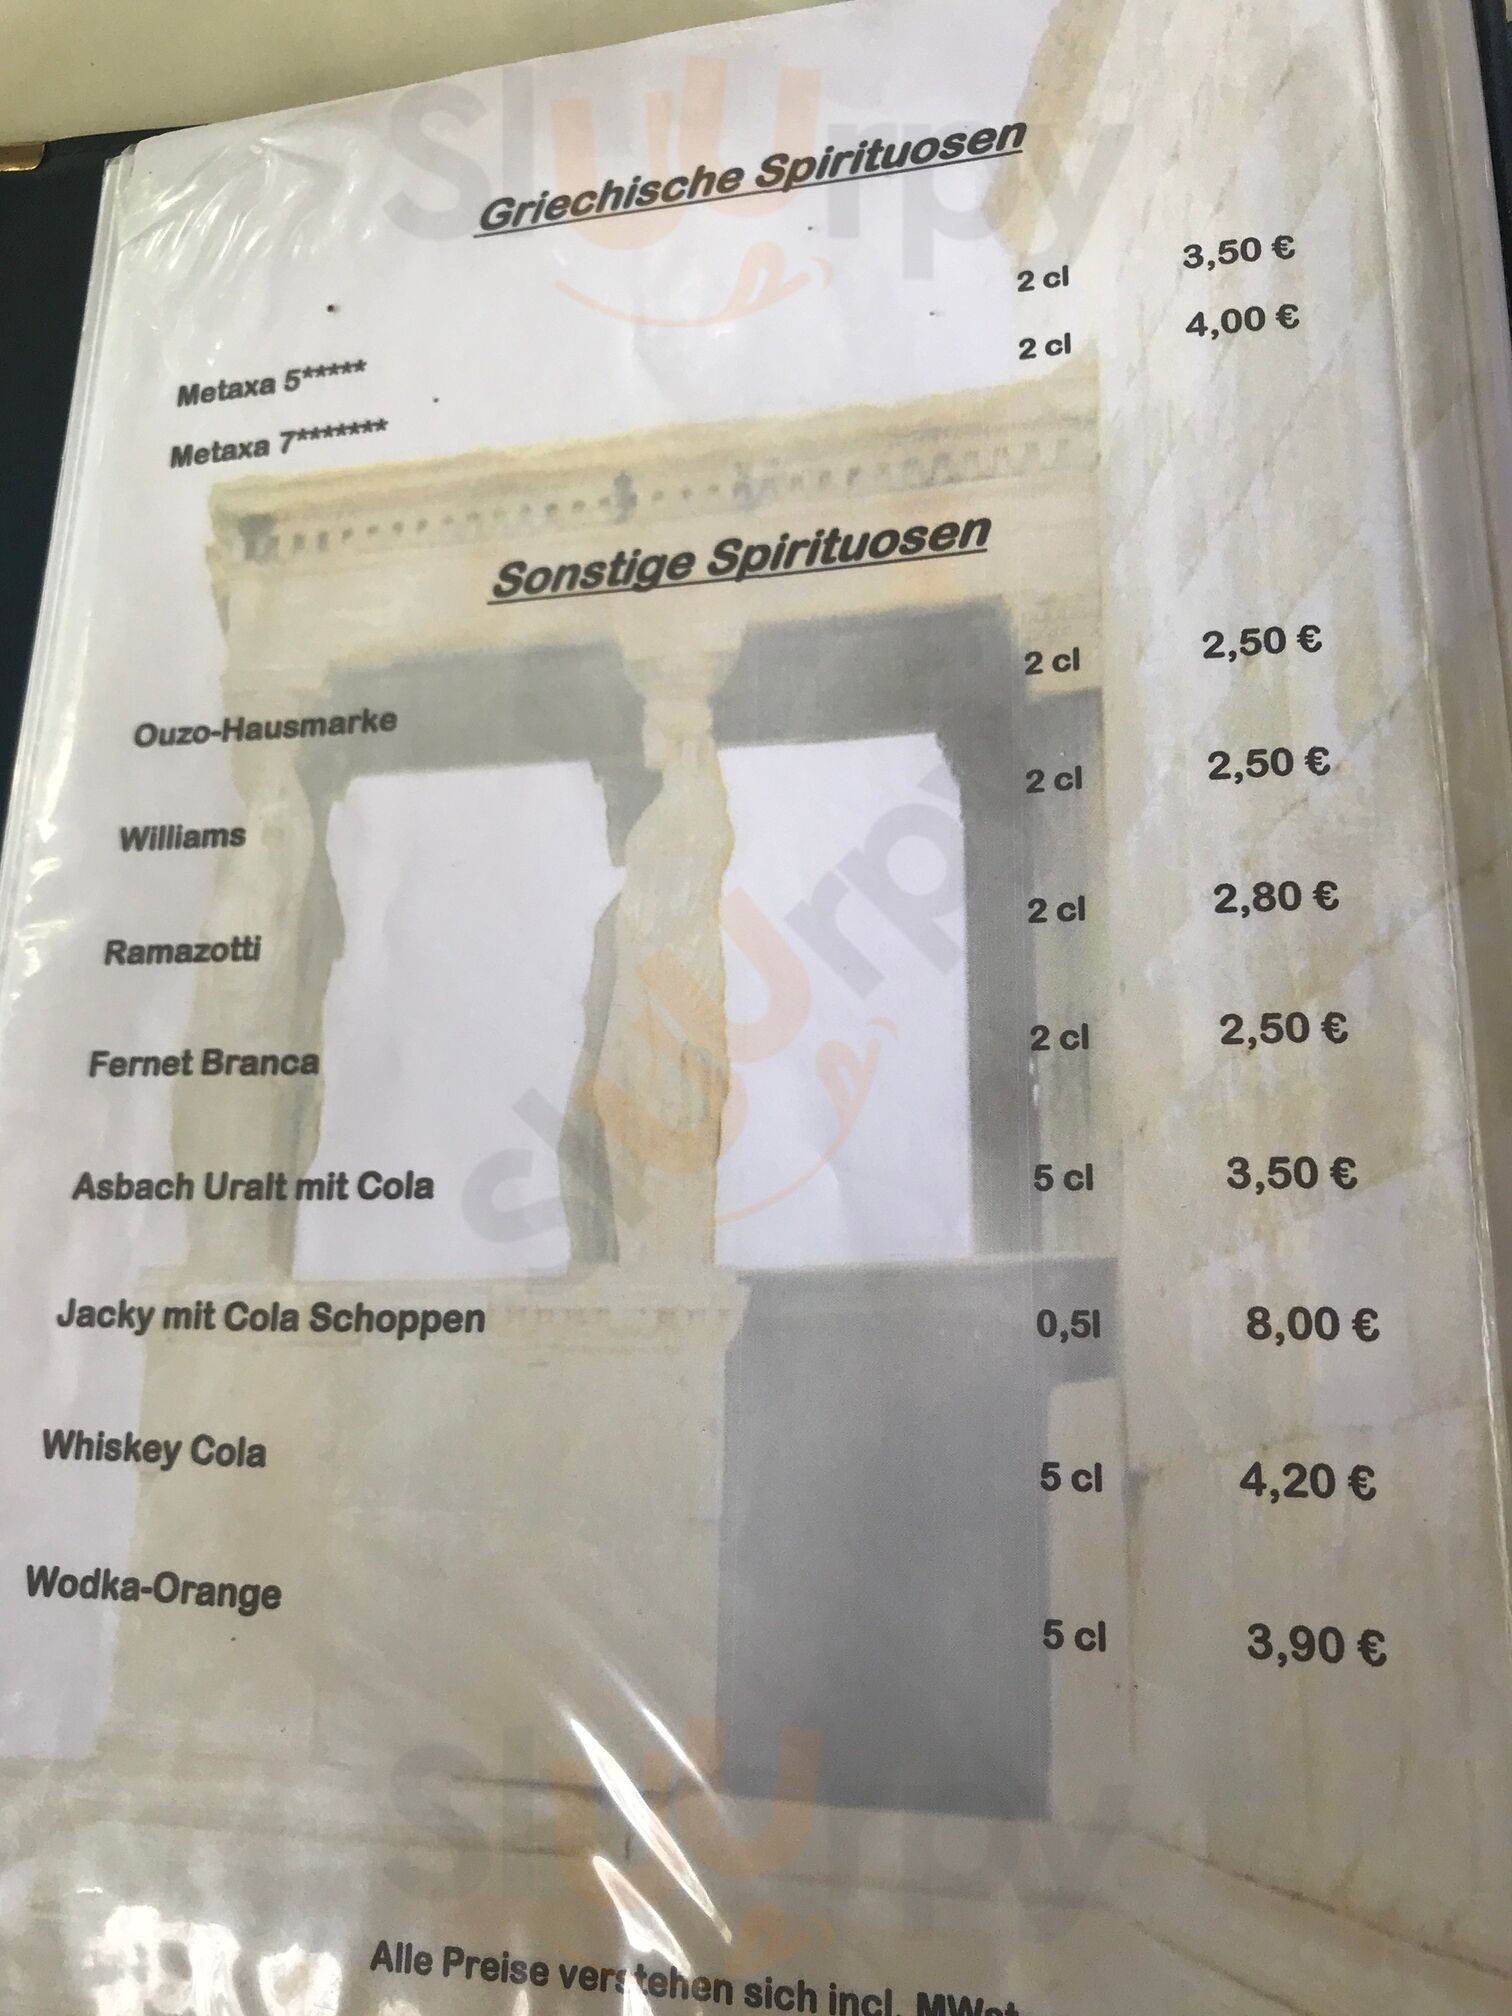 Griechische Spirituosen
Metaxa 5***** 2 cl 3,50 €
Metaxa 7******* 2 cl 4,00 €
Sonstige Spirituosen
Ouzo-Hausmarke 2 cl 2,50 €
Williams 2 cl 2,50 €
Ramazotti 2 cl 2,80 €
Fernet Branca 2 cl 2,50 €
Asbach Uralt mit Cola 5 cl 3,50 €
Jacky mit Cola Schoppen 0,5l 8,00 €
Whiskey Cola 5 cl 4,20 €
Wodka-Orange 5 cl 3,90 €
Alle Preise verstehen sich incl. MWst
sluurpy
sluurpy
sluurpy